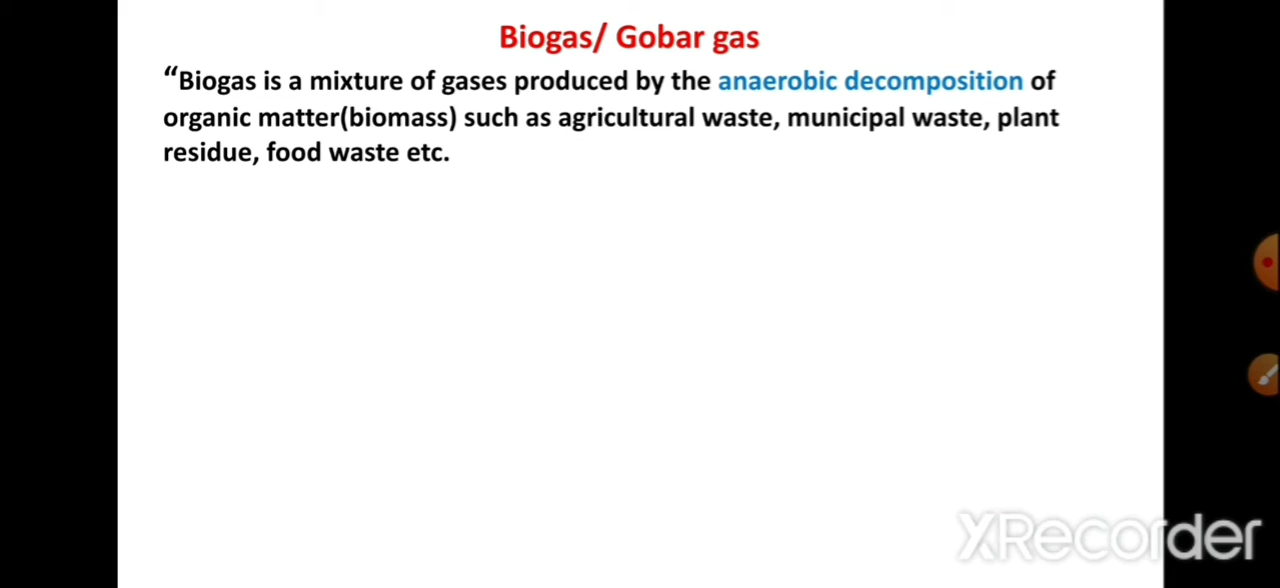 Biogas/ Gobar gas
“Biogas is a mixture of gases produced by the anaerobic decomposition of
organic matter(biomass) such as agricultural waste, municipal waste, plant
residue, food waste etc.
XRecorder